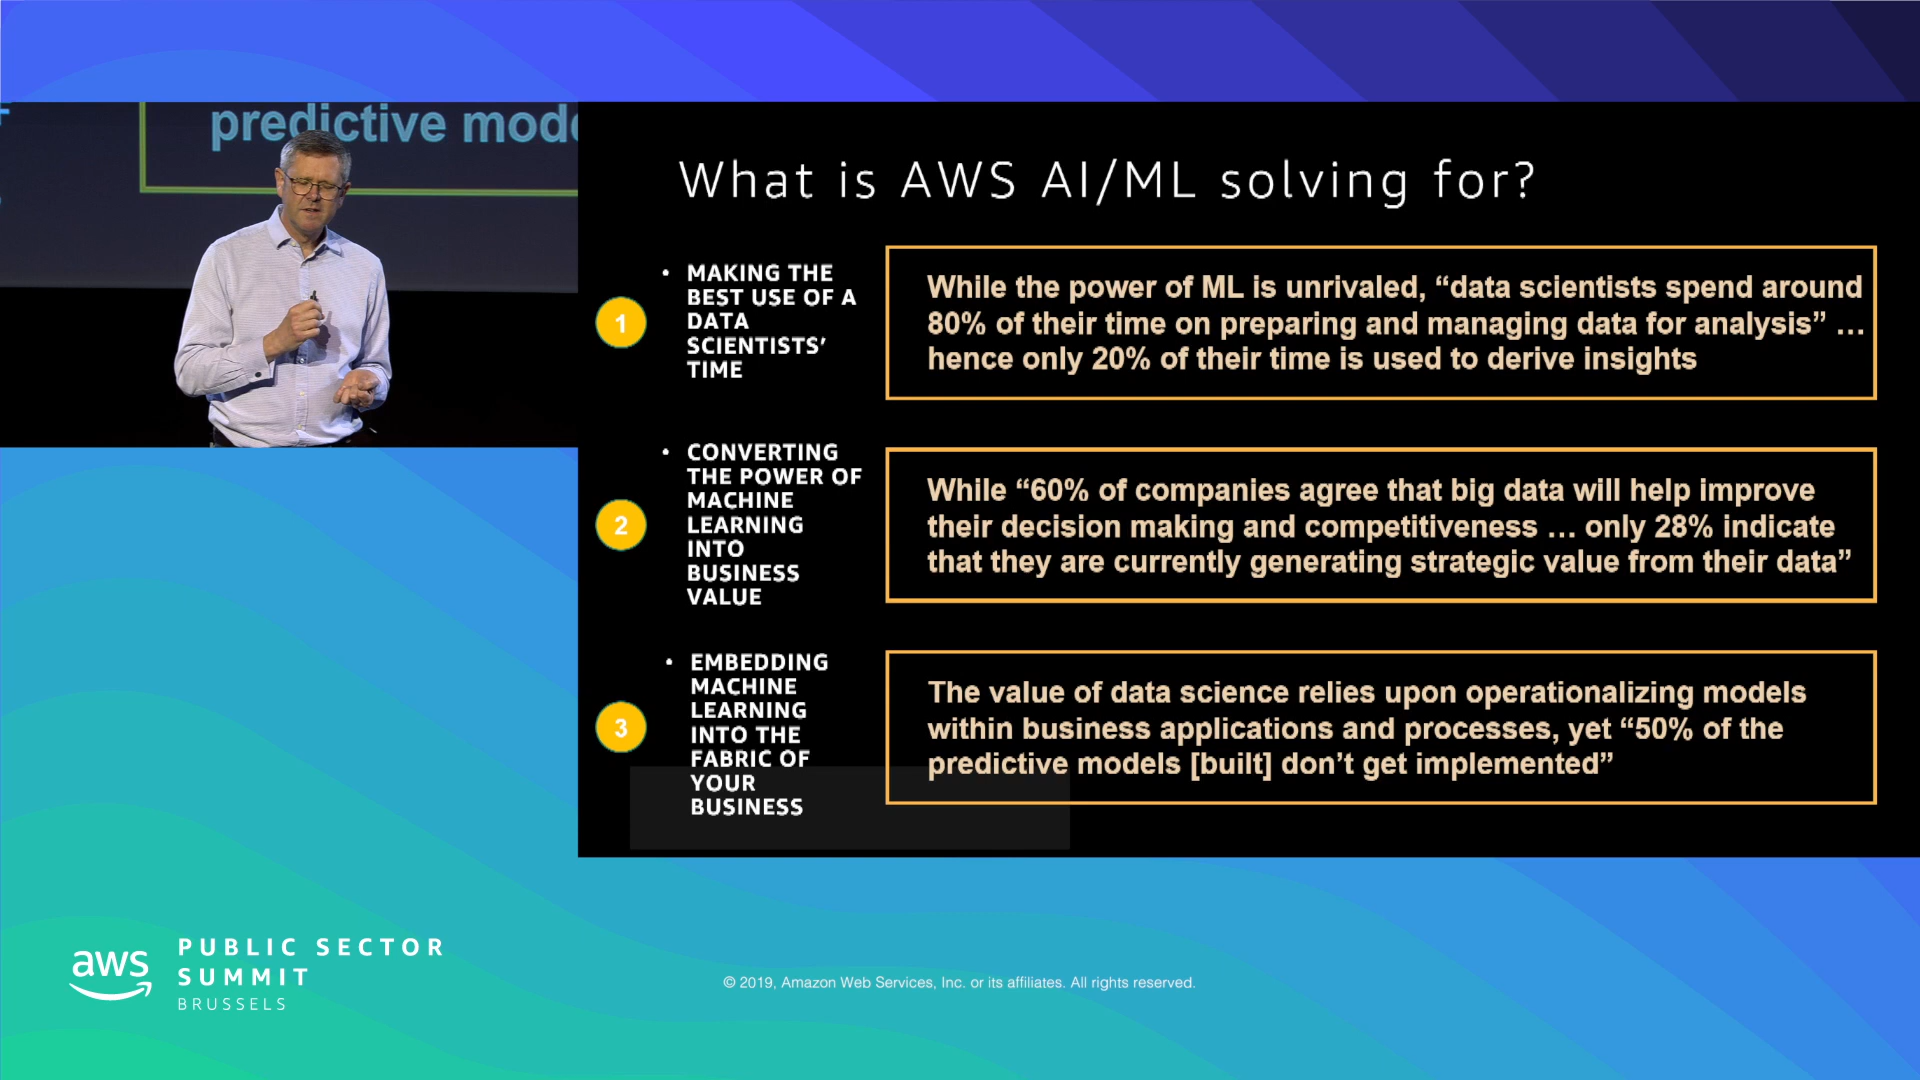 predictive mode
What is AWS AI/ML solving for?
1
• MAKING THE
BEST USE OF A
DATA
SCIENTISTS’
TIME
While the power of ML is unrivaled, “data scientists spend around
80% of their time on preparing and managing data for analysis” …
hence only 20% of their time is used to derive insights
2
• CONVERTING
THE POWER OF
MACHINE
LEARNING
INTO
BUSINESS
VALUE
While “60% of companies agree that big data will help improve
their decision making and competitiveness … only 28% indicate
that they are currently generating strategic value from their data”
3
• EMBEDDING
MACHINE
LEARNING
INTO THE
FABRIC OF
YOUR
BUSINESS
The value of data science relies upon operationalizing models
within business applications and processes, yet “50% of the
predictive models [built] don’t get implemented”
aws
PUBLIC SECTOR
SUMMIT
BRUSSELS
© 2019, Amazon Web Services, Inc. or its affiliates. All rights reserved.